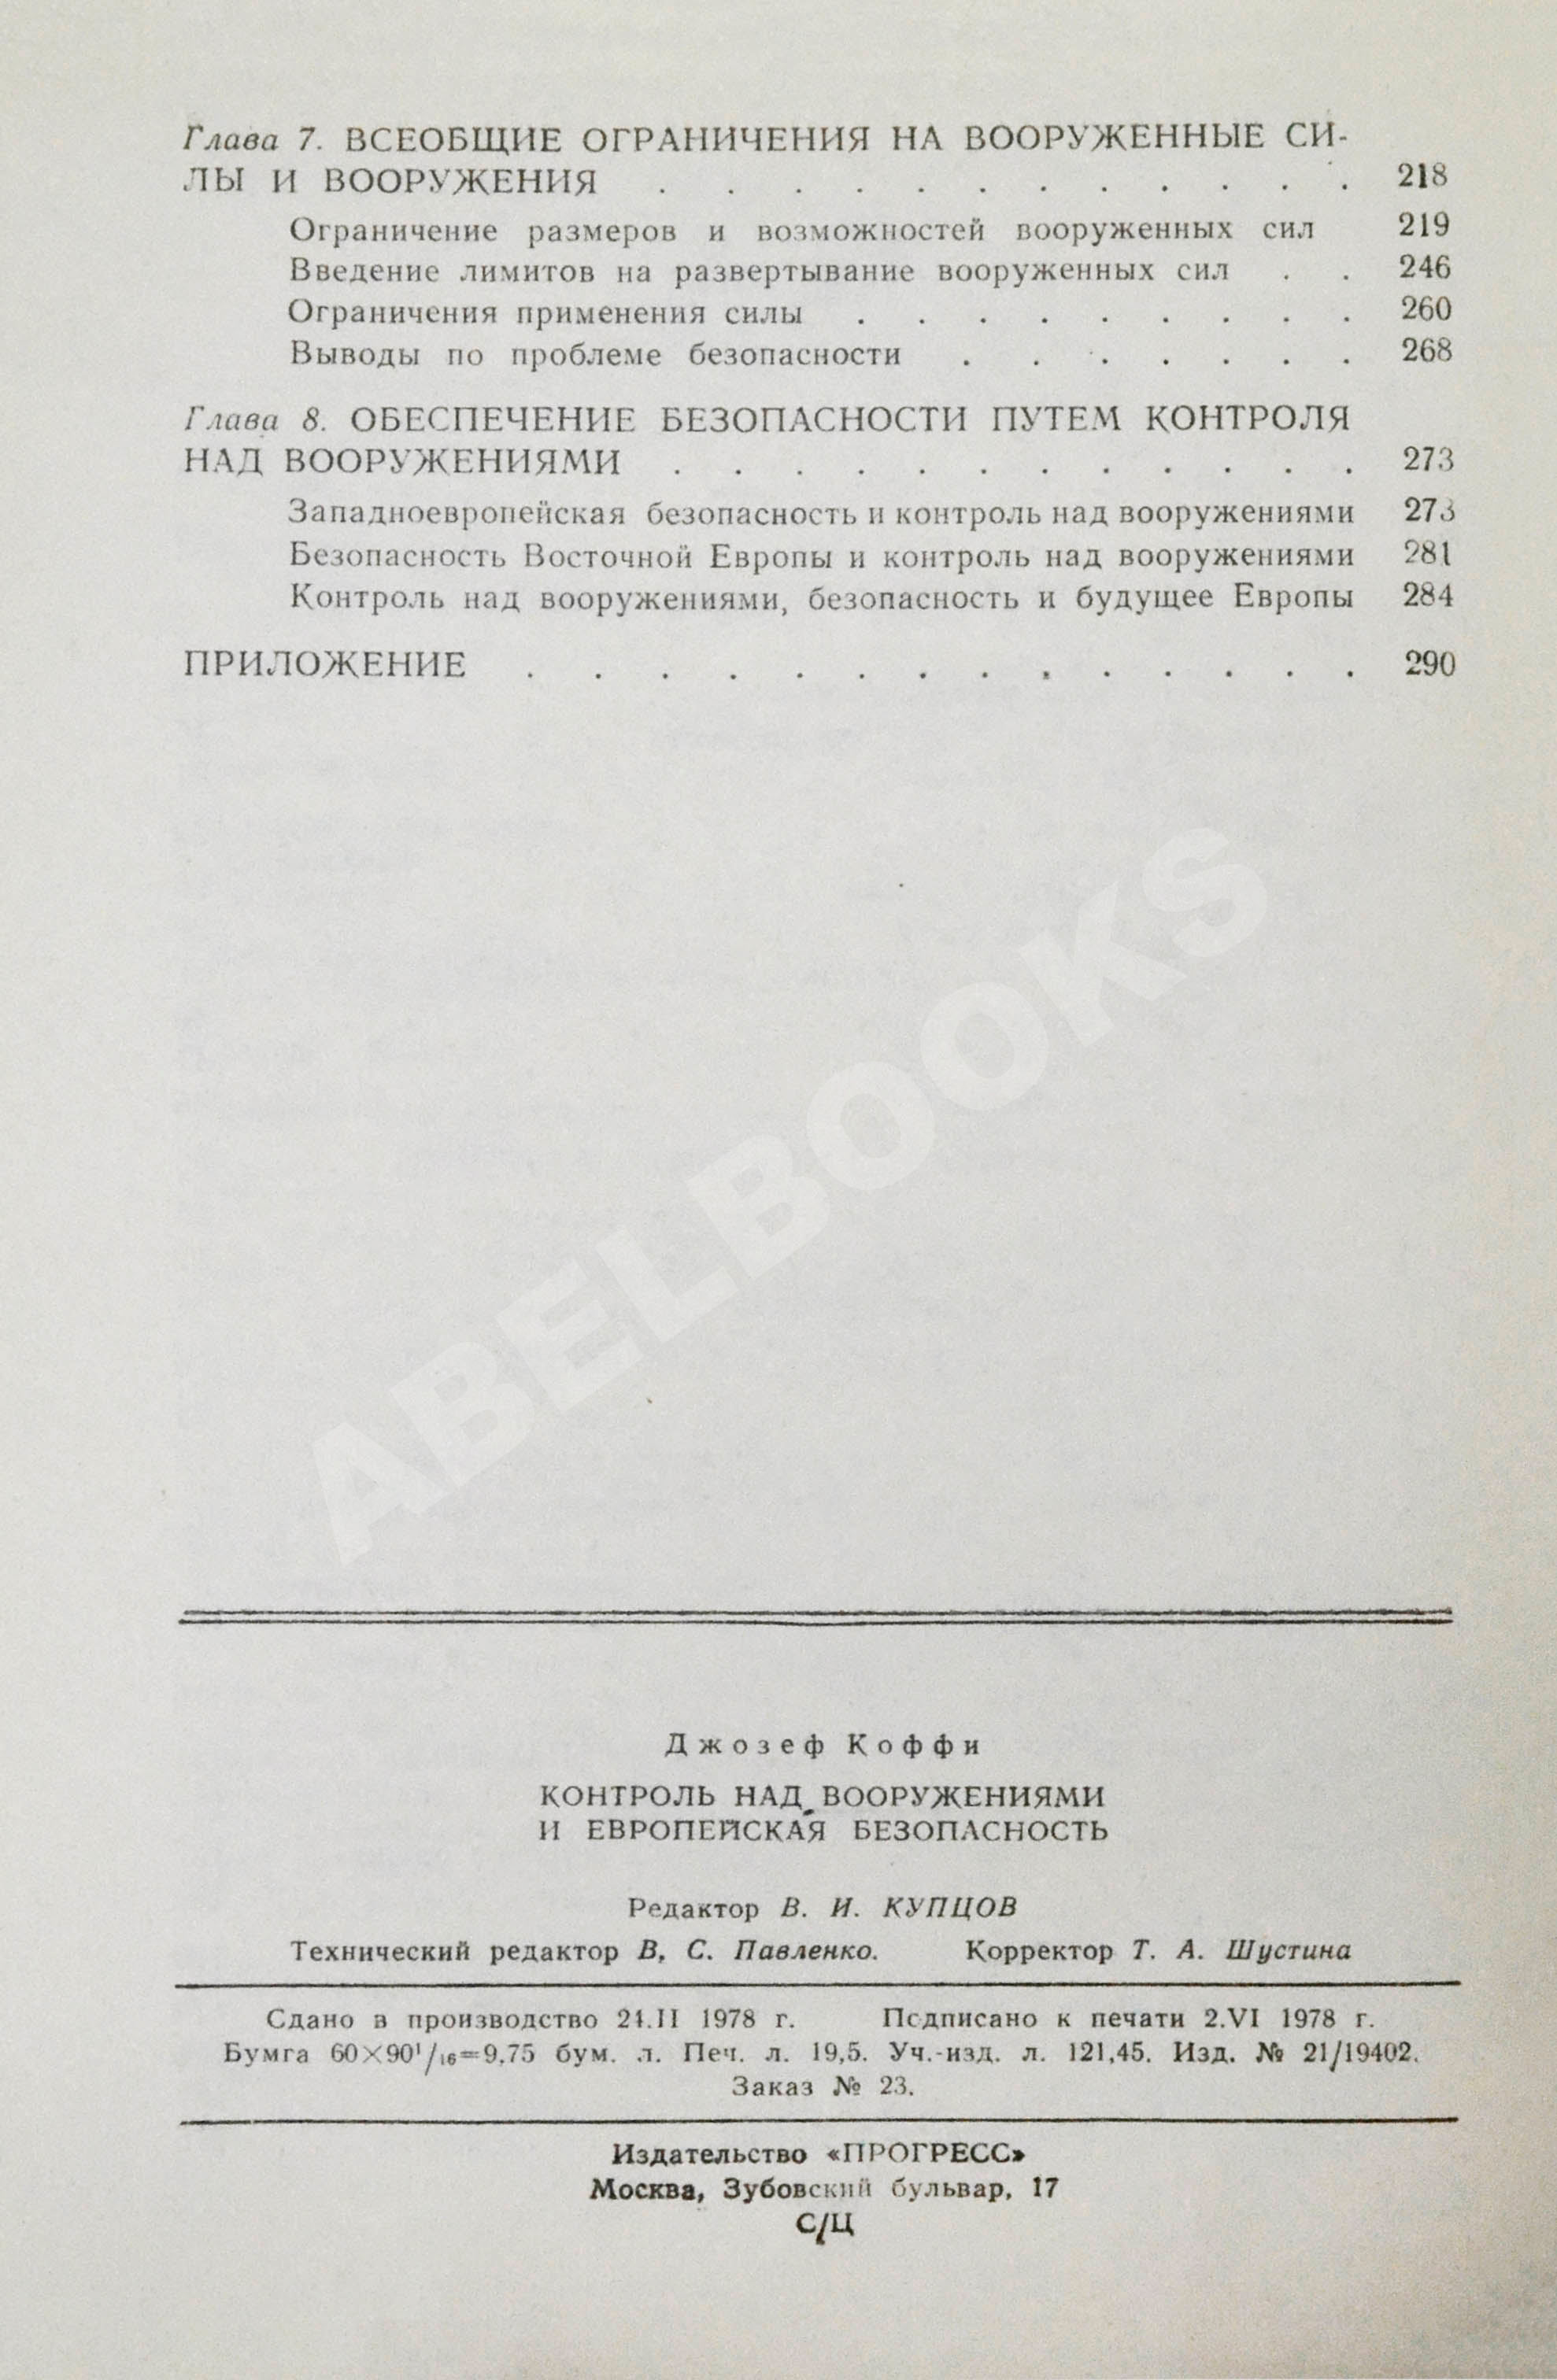 Глава 7. ВСЕОБЩИЕ ОГРАНИЧЕНИЯ НА ВООРУЖЕННЫЕ СИ-
ЛЫ И ВООРУЖЕНИЯ . . . . . . . . . . . . 218
Ограничение размеров и возможностей вооруженных сил 219
Введение лимитов на развертывание вооруженных сил . . 246
Ограничения применения силы . . . . . . . . . 260
Выводы по проблеме безопасности . . . . . . . 268
Глава 8. ОБЕСПЕЧЕНИЕ БЕЗОПАСНОСТИ ПУТЕМ КОНТРОЛЯ
НАД ВООРУЖЕНИЯМИ . . . . . . . . . . . . 273
Западноевропейская безопасность и контроль над вооружениями 273
Безопасность Восточной Европы и контроль над вооружениями 281
Контроль над вооружениями, безопасность и будущее Европы 284
ПРИЛОЖЕНИЕ . . . . . . . . . . . . . . 290
ABELBOOKS
Джозеф Коффи
КОНТРОЛЬ НАД ВООРУЖЕНИЯМИ
И ЕВРОПЕЙСКАЯ БЕЗОПАСНОСТЬ
Редактор В. И. КУПЦОВ
Технический редактор В. С. Павленко. Корректор Т. А. Шустина
Сдано в производство 24.II 1978 г. Подписано к печати 2.VI 1978 г.
Бумга 60×90¹/₁₆=9,75 бум. л. Печ. л. 19,5. Уч.-изд. л. 121,45. Изд. № 21/19402.
Заказ № 23.
Издательство «ПРОГРЕСС»
Москва, Зубовский бульвар, 17
С/Ц